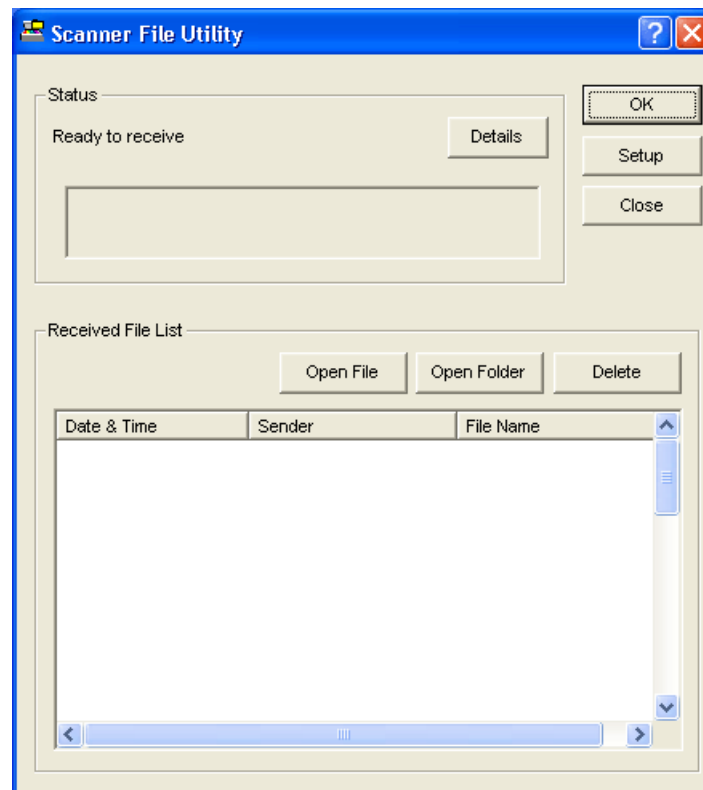 Scanner File Utility
Status
OK
Ready to receive
Details
Setup
Close
Received File List
Open File
Open Folder
Delete
Date & Time
Sender
File Name